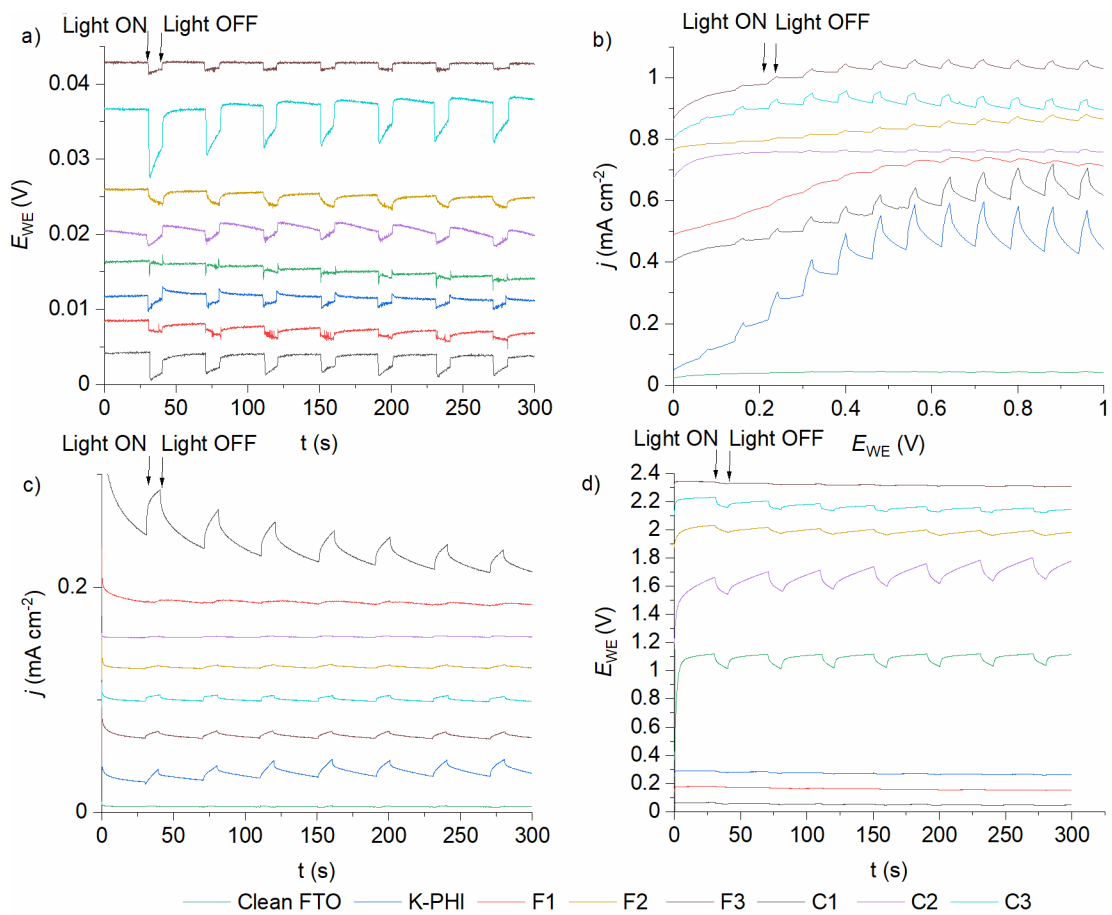 Light ON Light OFF
a)
0.04
0.03
0.02
0.01
0
E_WE (V)
0 50 100 150 200 250 300
t (s)
Light ON Light OFF
b)
1
0.8
0.6
0.4
0.2
0
j (mA cm⁻²)
0 0.2 0.4 0.6 0.8 1
E_WE (V)
Light ON Light OFF
c)
0.2
0
j (mA cm⁻²)
0 50 100 150 200 250 300
t (s)
Light ON Light OFF
d)
2.4
2.2
2
1.8
1.6
1.4
1.2
1
0.8
0.6
0.4
0.2
0
E_WE (V)
0 50 100 150 200 250 300
t (s)
Clean FTO K-PHI F1 F2 F3 C1 C2 C3